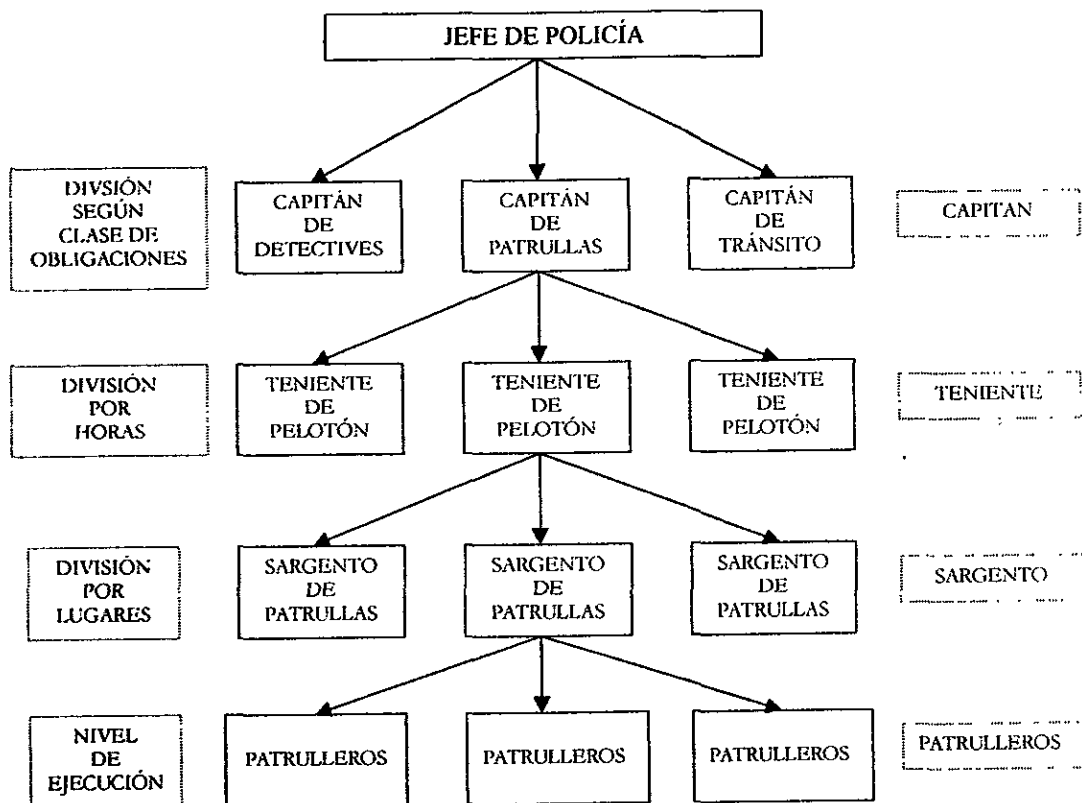 JEFE DE POLICÍA
DIVSIÓN
SEGÚN
CLASE DE
OBLIGACIONES
CAPITÁN
DE
DETECTIVES
CAPITÁN
DE
PATRULLAS
CAPITÁN
DE
TRÁNSITO
CAPITAN
DIVISIÓN
POR
HORAS
TENIENTE
DE
PELOTÓN
TENIENTE
DE
PELOTÓN
TENIENTE
DE
PELOTÓN
TENIENTE
DIVISIÓN
POR
LUGARES
SARGENTO
DE
PATRULLAS
SARGENTO
DE
PATRULLAS
SARGENTO
DE
PATRULLAS
SARGENTO
NIVEL
DE
EJECUCIÓN
PATRULLEROS
PATRULLEROS
PATRULLEROS
PATRULLEROS